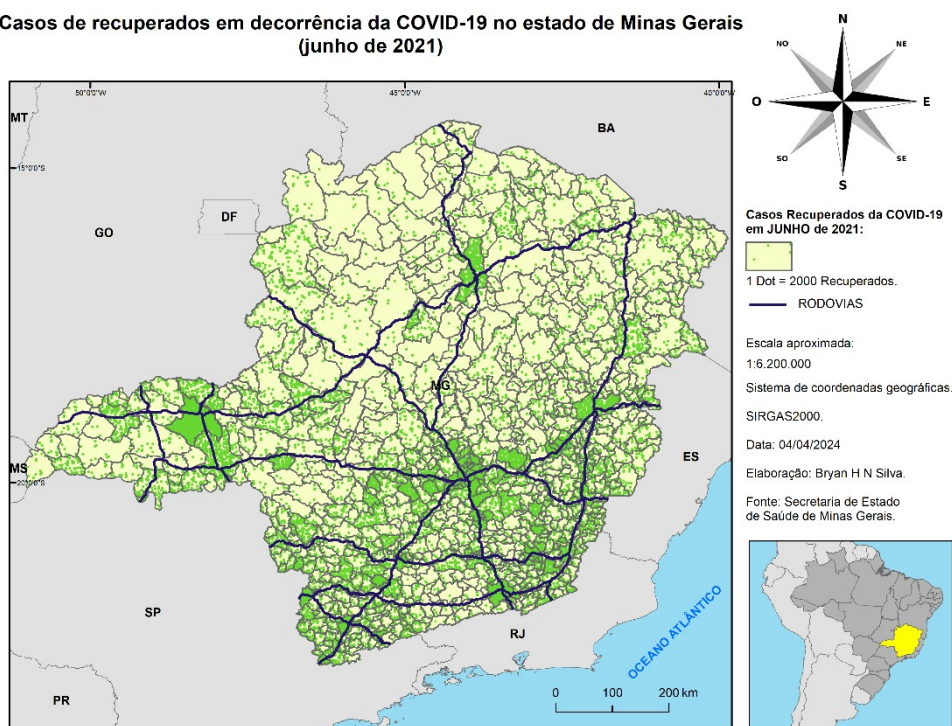 Casos de recuperados em decorrência da COVID-19 no estado de Minas Gerais
(junho de 2021)
50°0'0"W
45°0'0"W
40°0'0"W
MT
BA
15°0'0"S
DF
GO
MG
MS
20°0'0"S
ES
SP
RJ
OCEANO ATLÂNTICO
PR
0 100 200 km
N
NO
NE
O
E
SO
SE
S
Casos Recuperados da COVID-19
em JUNHO de 2021:
1 Dot = 2000 Recuperados.
RODOVIAS
Escala aproximada:
1:6.200.000
Sistema de coordenadas geográficas.
SIRGAS2000.
Data: 04/04/2024
Elaboração: Bryan H N Silva.
Fonte: Secretaria de Estado
de Saúde de Minas Gerais.